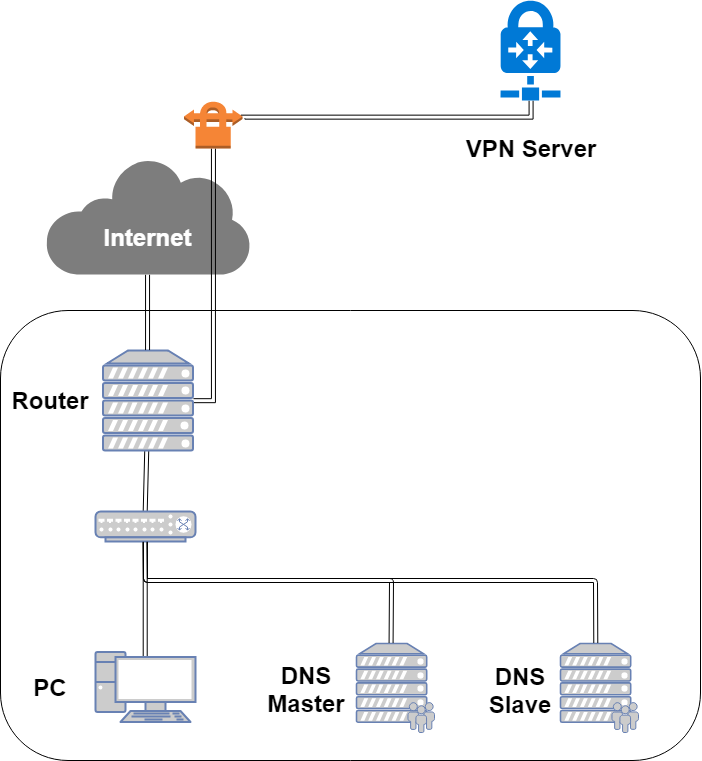 VPN Server
Internet
Router
PC
DNS
Master
DNS
Slave